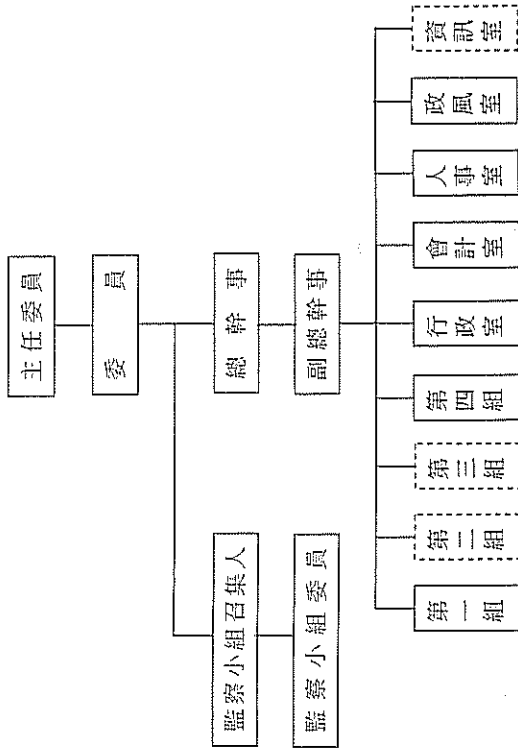 主任委員
委員
監察小組召集人
監察小組委員
總幹事
副總幹事
第一組
第二組
第三組
第四組
行政室
會計室
人事室
政風室
資訊室